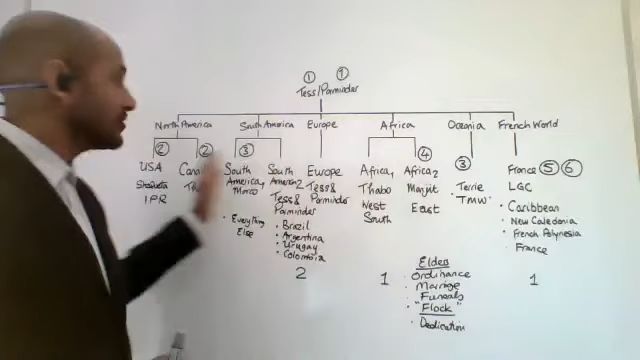 ① ①
Tess/Parminder
North America South America Europe Africa Oceania French World
② ② ③ ④ ③ ⑤ ⑥
USA
IPR
South
America,
Marco
• Everything
Else
South
America 2
Tess &
Parminder
• Brazil
• Argentina
• Urugay
• Colombia
2
Europe
Tess &
Parminder
Africa,
Thabo
West
South
1
Africa 2
Manjit
East
Elder
• Ordinance
• Marriage
• Funerals
• "Flock"
• Dedication
Terrie
"TMW"
France
LGC
• Caribbean
• New Caledonia
• French Polynesia
• France
1